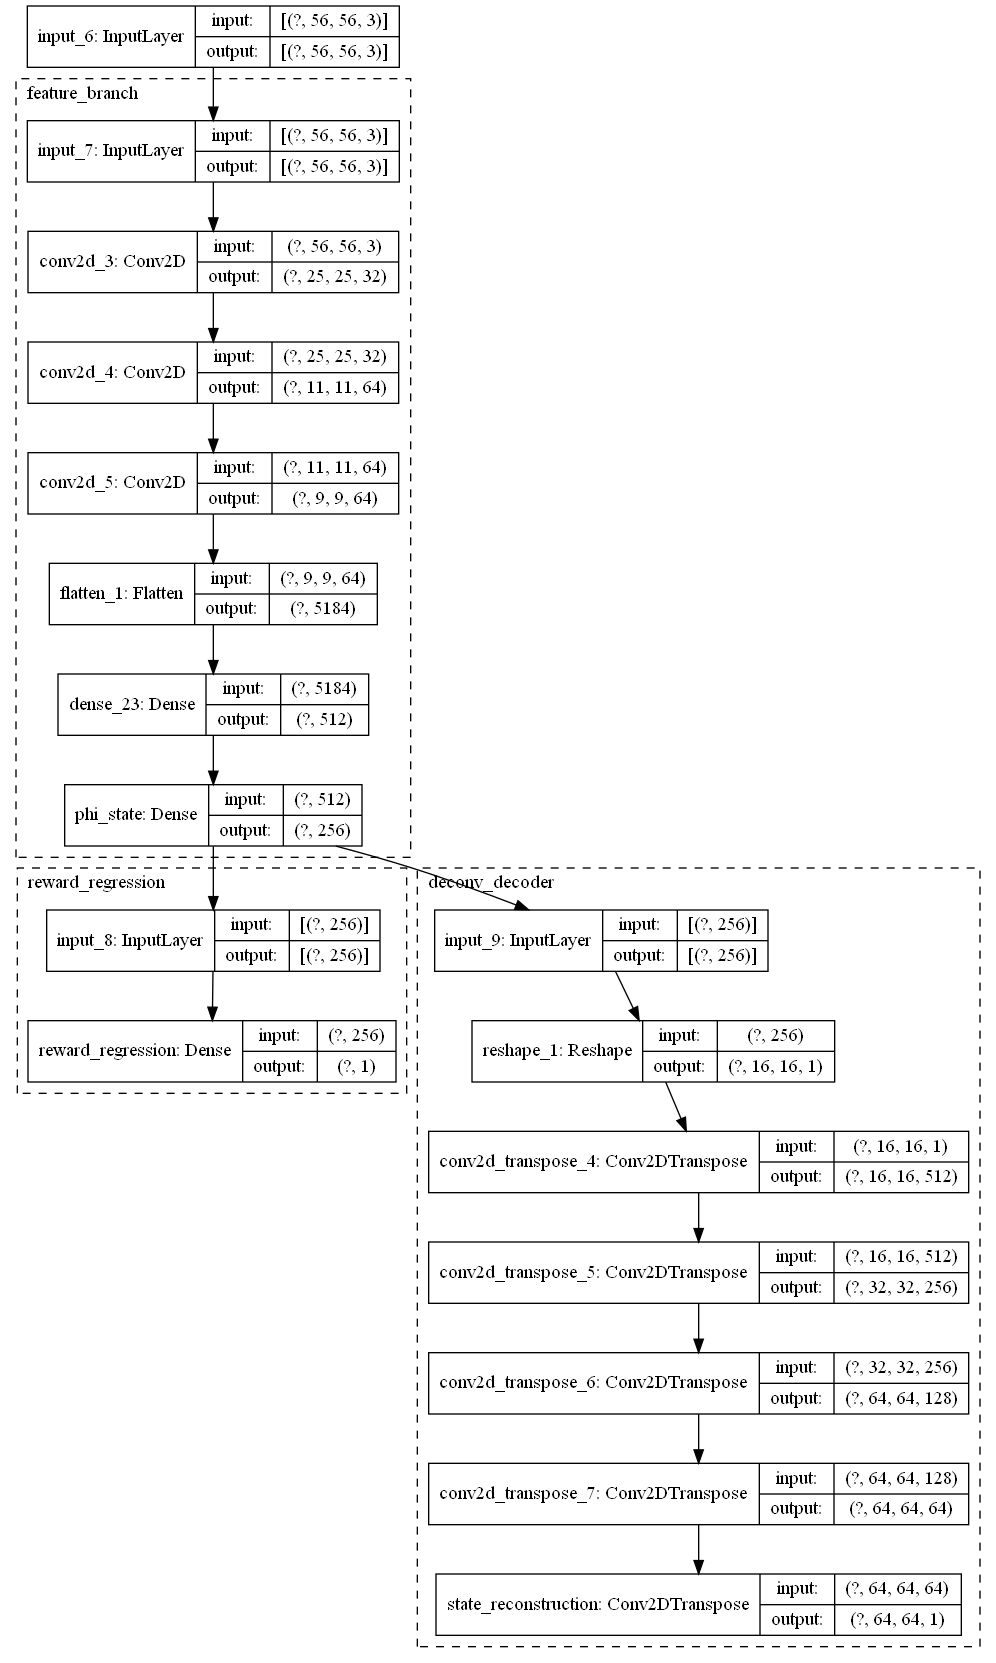 input_6: InputLayer
input: [(?, 56, 56, 3)]
output: [(?, 56, 56, 3)]
feature_branch
input_7: InputLayer
input: [(?, 56, 56, 3)]
output: [(?, 56, 56, 3)]
conv2d_3: Conv2D
input: (?, 56, 56, 3)
output: (?, 25, 25, 32)
conv2d_4: Conv2D
input: (?, 25, 25, 32)
output: (?, 11, 11, 64)
conv2d_5: Conv2D
input: (?, 11, 11, 64)
output: (?, 9, 9, 64)
flatten_1: Flatten
input: (?, 9, 9, 64)
output: (?, 5184)
dense_23: Dense
input: (?, 5184)
output: (?, 512)
phi_state: Dense
input: (?, 512)
output: (?, 256)
reward_regression
input_8: InputLayer
input: [(?, 256)]
output: [(?, 256)]
reward_regression: Dense
input: (?, 256)
output: (?, 1)
deconv_decoder
input_9: InputLayer
input: [(?, 256)]
output: [(?, 256)]
reshape_1: Reshape
input: (?, 256)
output: (?, 16, 16, 1)
conv2d_transpose_4: Conv2DTranspose
input: (?, 16, 16, 1)
output: (?, 16, 16, 512)
conv2d_transpose_5: Conv2DTranspose
input: (?, 16, 16, 512)
output: (?, 32, 32, 256)
conv2d_transpose_6: Conv2DTranspose
input: (?, 32, 32, 256)
output: (?, 64, 64, 128)
conv2d_transpose_7: Conv2DTranspose
input: (?, 64, 64, 128)
output: (?, 64, 64, 64)
state_reconstruction: Conv2DTranspose
input: (?, 64, 64, 64)
output: (?, 64, 64, 1)